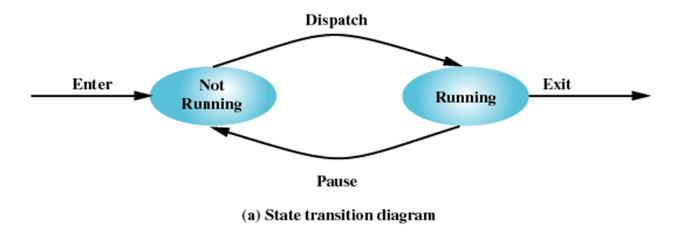 Dispatch
Enter
Not
Running
Running
Exit
Pause
(a) State transition diagram